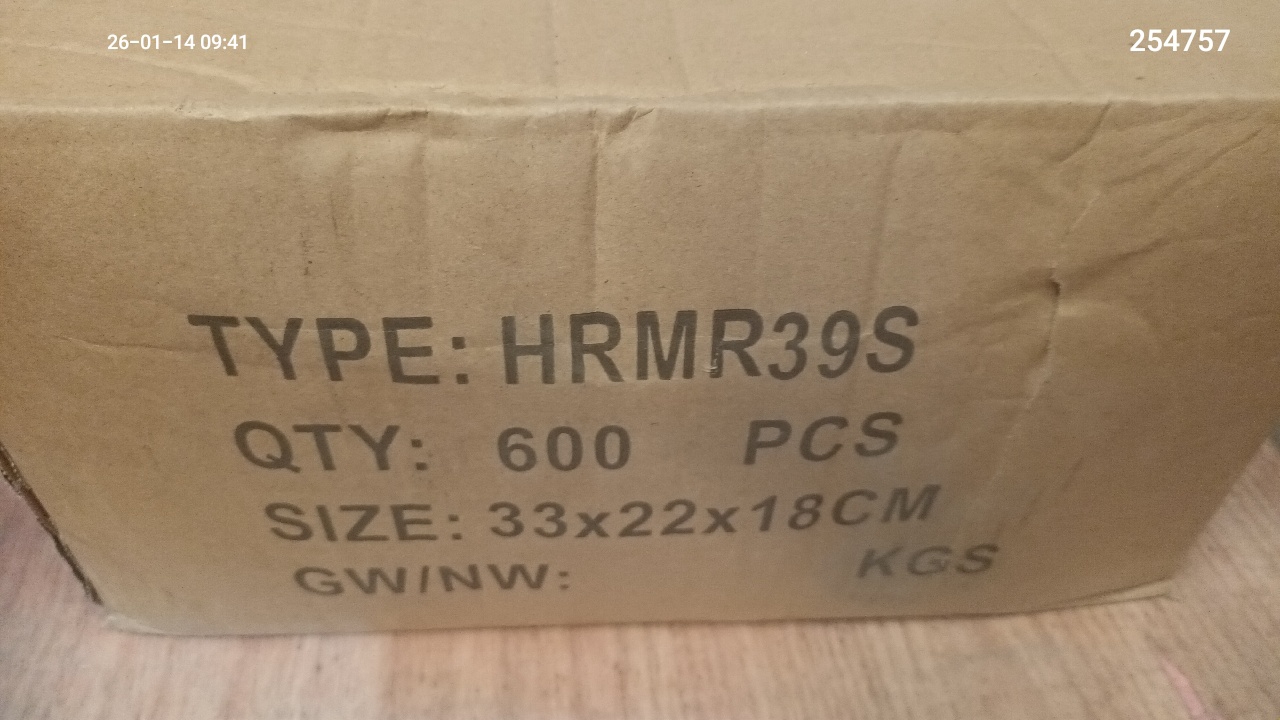 26-01-14 09:41
254757
TYPE: HRMR39S
QTY: 600 PCS
SIZE: 33x22x18CM
GW/NW: KGS